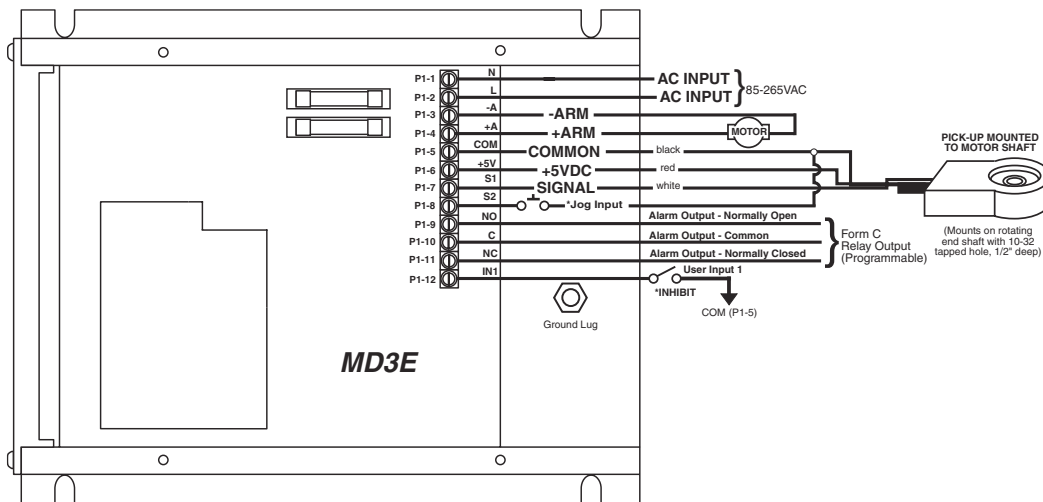 P1-1 N AC INPUT
P1-2 L AC INPUT
85-265VAC
P1-3 -A -ARM
P1-4 +A +ARM MOTOR
P1-5 COM COMMON black
P1-6 +5V +5VDC red
P1-7 S1 SIGNAL white
P1-8 S2 *Jog Input
P1-9 NO Alarm Output - Normally Open
P1-10 C Alarm Output - Common
P1-11 NC Alarm Output - Normally Closed
P1-12 IN1 User Input 1
*INHIBIT
COM (P1-5)
Form C
Relay Output
(Programmable)
PICK-UP MOUNTED
TO MOTOR SHAFT
(Mounts on rotating
end shaft with 10-32
tapped hole, 1/2" deep)
Ground Lug
MD3E